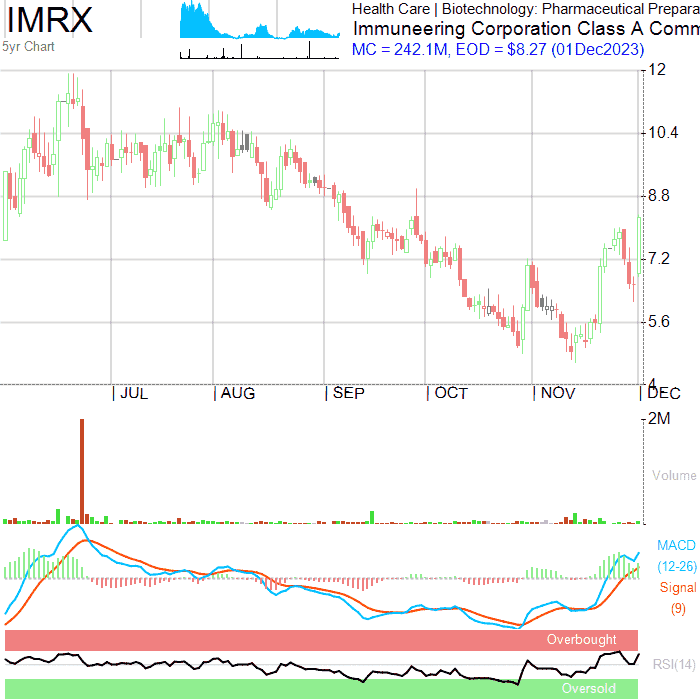 IMRX
5yr Chart
Health Care | Biotechnology: Pharmaceutical Prepara
Immuneering Corporation Class A Comm
MC = 242.1M, EOD = $8.27 (01Dec2023)
12
10.4
8.8
7.2
5.6
4
JUL AUG SEP OCT NOV DEC
2M
Volume
MACD
(12-26)
Signal
(9)
Overbought
RSI(14)
Oversold